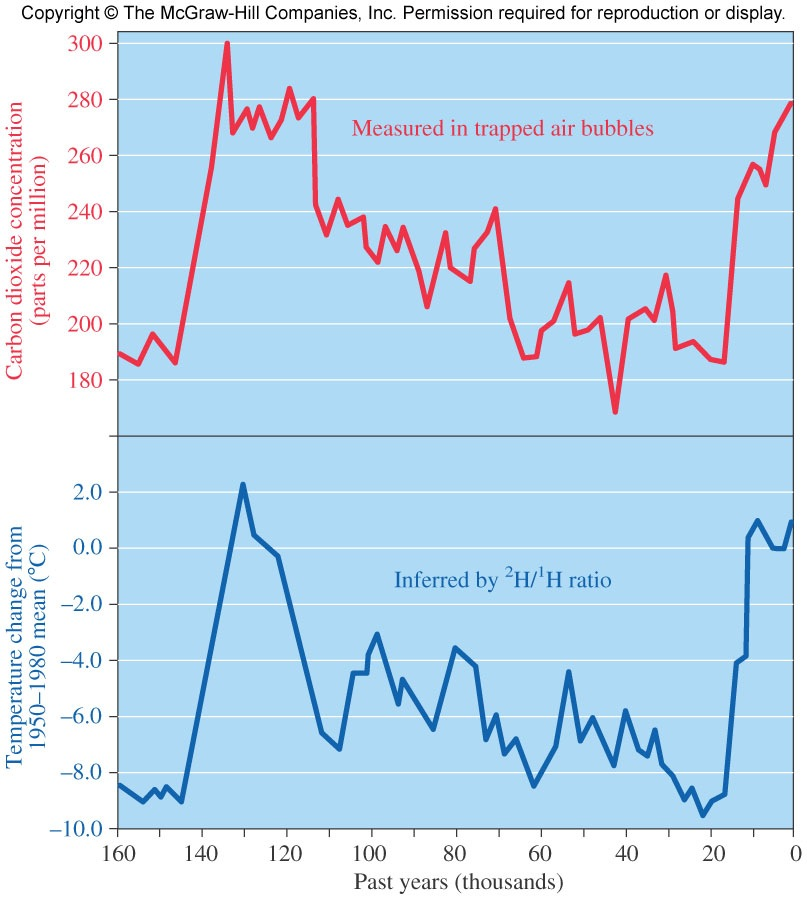 Copyright © The McGraw-Hill Companies, Inc. Permission required for reproduction or display.
Carbon dioxide concentration
(parts per million)
300
280
260
240
220
200
180
Measured in trapped air bubbles
Temperature change from
1950–1980 mean (°C)
2.0
0.0
–2.0
–4.0
–6.0
–8.0
–10.0
Inferred by ²H/¹H ratio
160 140 120 100 80 60 40 20 0
Past years (thousands)